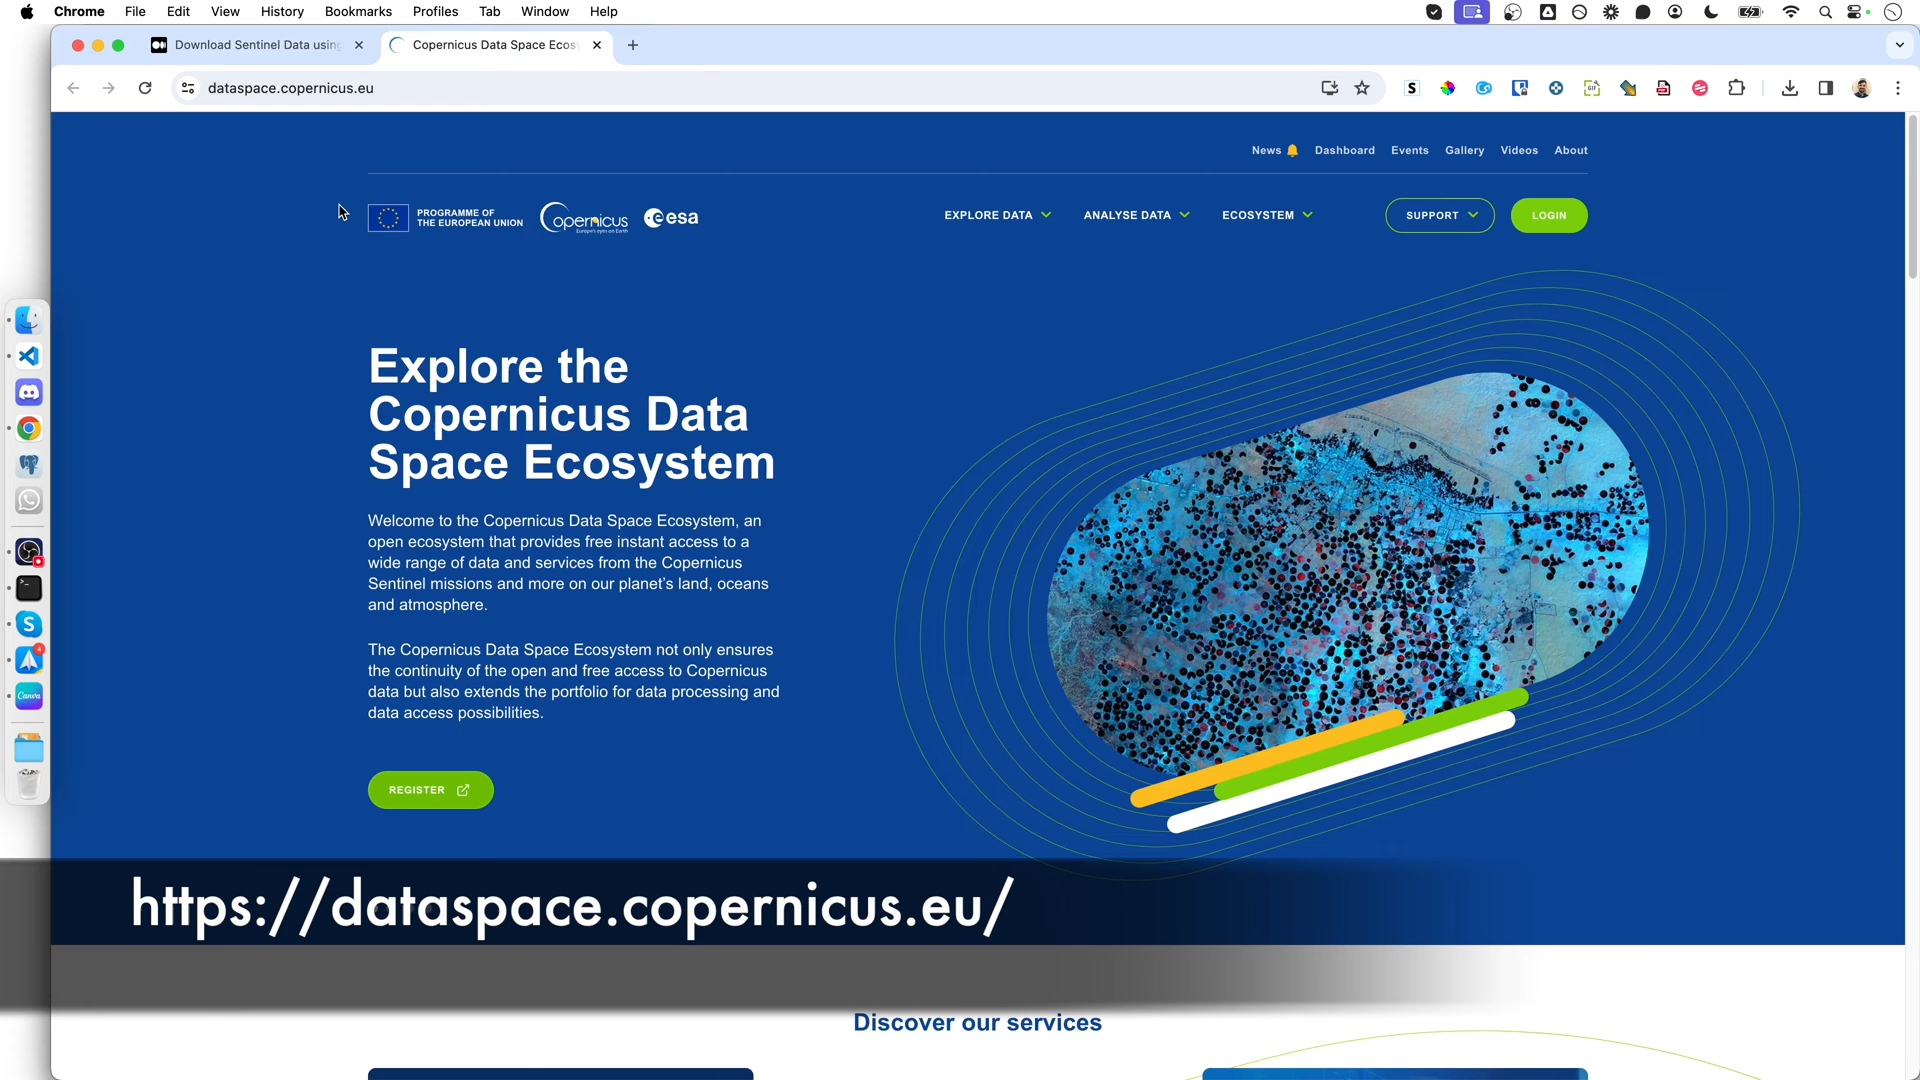 Chrome File Edit View History Bookmarks Profiles Tab Window Help
Download Sentinel Data using
Copernicus Data Space Ecos
dataspace.copernicus.eu
News Dashboard Events Gallery Videos About
PROGRAMME OF
THE EUROPEAN UNION
opernicus
Europe's eyes on Earth
esa
EXPLORE DATA ANALYSE DATA ECOSYSTEM SUPPORT LOGIN
Explore the
Copernicus Data
Space Ecosystem
Welcome to the Copernicus Data Space Ecosystem, an
open ecosystem that provides free instant access to a
wide range of data and services from the Copernicus
Sentinel missions and more on our planet's land, oceans
and atmosphere.
The Copernicus Data Space Ecosystem not only ensures
the continuity of the open and free access to Copernicus
data but also extends the portfolio for data processing and
data access possibilities.
REGISTER
https://dataspace.copernicus.eu/
Discover our services
Canva